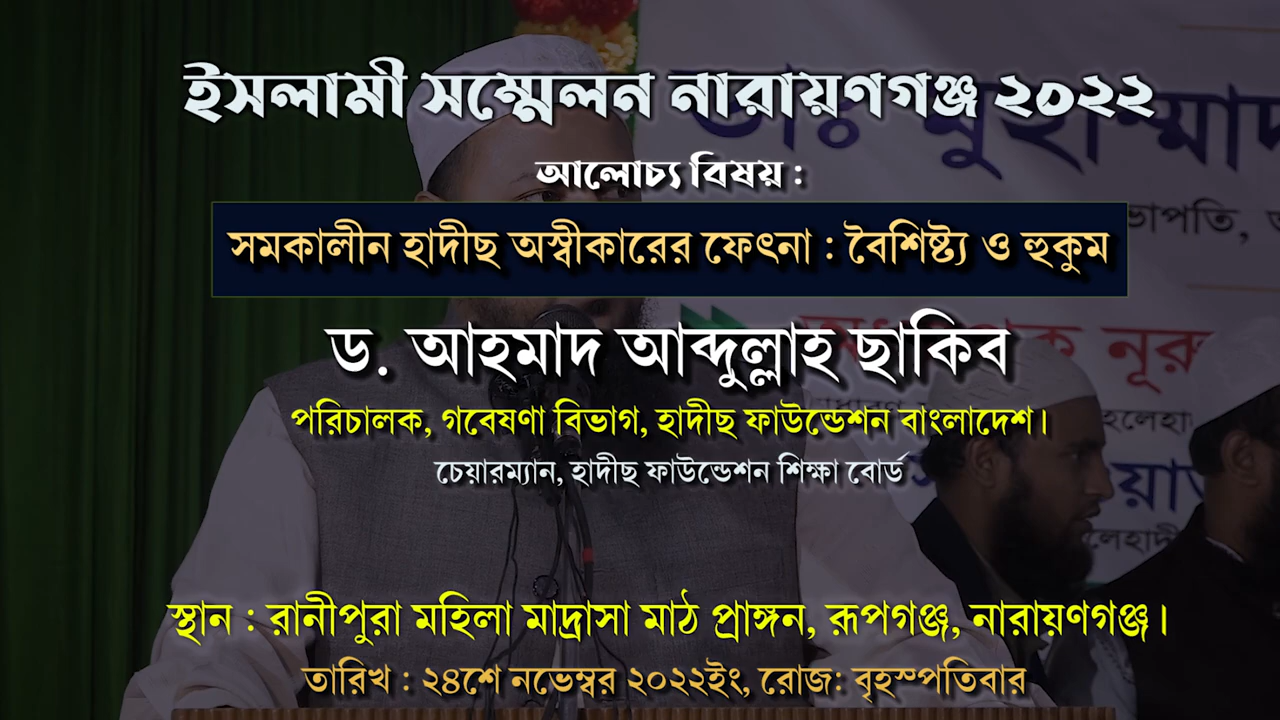 ইসলামী সম্মেলন নারায়ণগঞ্জ ২০২২
আলোচ্য বিষয় :
সমকালীন হাদীছ অস্বীকারের ফেৎনা : বৈশিষ্ট্য ও হুকুম
ড. আহমাদ আব্দুল্লাহ ছাকিব
পরিচালক, গবেষণা বিভাগ, হাদীছ ফাউন্ডেশন বাংলাদেশ।
চেয়ারম্যান, হাদীছ ফাউন্ডেশন শিক্ষা বোর্ড
স্থান : রানীপুরা মহিলা মাদ্রাসা মাঠ প্রাঙ্গন, রূপগঞ্জ, নারায়ণগঞ্জ।
তারিখ : ২৪শে নভেম্বর ২০২২ইং, রোজ: বৃহস্পতিবার
ডাঃ মুহাম্মাদ